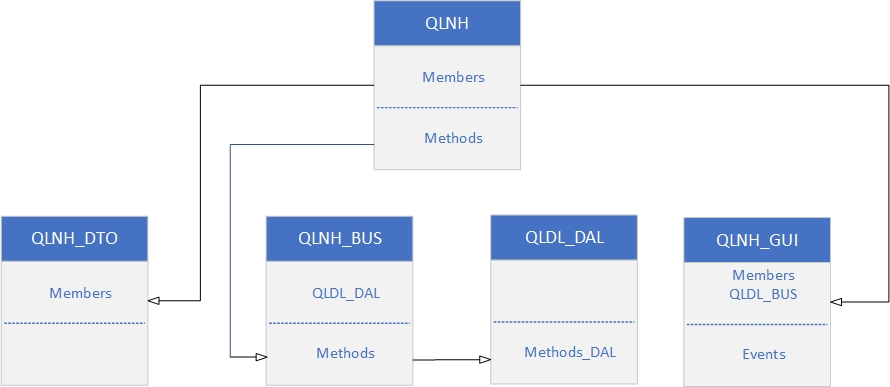 QLNH
Members
Methods
QLNH_DTO
Members
QLNH_BUS
QLDL_DAL
Methods
QLDL_DAL
Methods_DAL
QLNH_GUI
Members
QLDL_BUS
Events